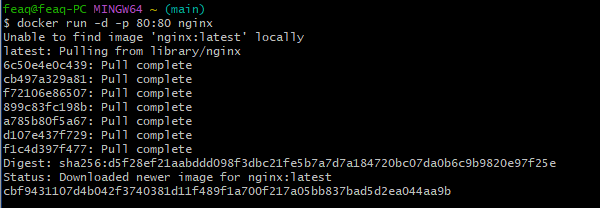 feaq@feaq-PC MINGW64 ~ (main)
$ docker run -d -p 80:80 nginx
Unable to find image 'nginx:latest' locally
latest: Pulling from library/nginx
6c50e4e0c439: Pull complete
cb497a329a81: Pull complete
f72106e86507: Pull complete
899c83fc198b: Pull complete
a785b80f5a67: Pull complete
d107e437f729: Pull complete
f1c4d397f477: Pull complete
Digest: sha256:d5f28ef21aabddd098f3dbc21fe5b7a7d7a184720bc07da0b6c9b9820e97f25e
Status: Downloaded newer image for nginx:latest
cbf9431107d4b042f3740381d11f489f1a700f217a05bb837bad5d2ea044aa9b